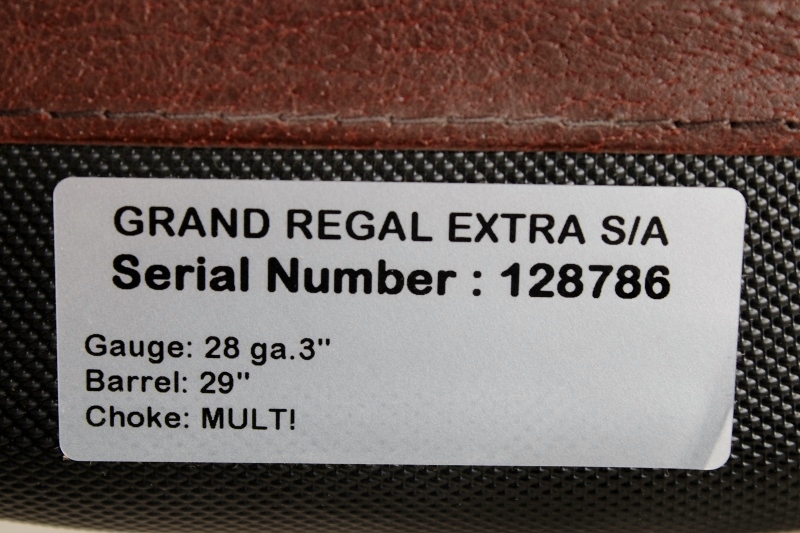 GRAND REGAL EXTRA S/A
Serial Number : 128786
Gauge: 28 ga.3"
Barrel: 29"
Choke: MULT!